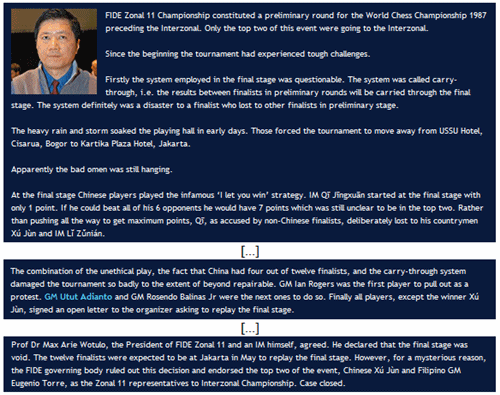 FIDE Zonal 11 Championship constituted a preliminary round for the World Chess Championship 1987
preceding the Interzonal. Only the top two of this event were going to the Interzonal.
Since the beginning the tournament had experienced tough challenges.
Firstly the system employed in the final stage was questionable. The system was called carry-
through, i.e. the results between finalists in preliminary rounds will be carried through the final
stage. The system definitely was a disaster to a finalist who lost to other finalists in preliminary stage.
The heavy rain and storm soaked the playing hall in early days. Those forced the tournament to move away from USSU Hotel,
Cisarua, Bogor to Kartika Plaza Hotel, Jakarta.
Apparently the bad omen was still hanging.
At the final stage Chinese players played the infamous 'I let you win' strategy. IM Qī Jīngxuān started at the final stage with
only 1 point. If he could beat all of his 6 opponents he would have 7 points which was still unclear to be in the top two. Rather
than pushing all the way to get maximum points, Qī, as accused by non-Chinese finalists, deliberately lost to his countrymen
Xú Jùn and IM Lǐ Zǔnián.
[...]
The combination of the unethical play, the fact that China had four out of twelve finalists, and the carry-through system
damaged the tournament so badly to the extent of beyond repairable. GM Ian Rogers was the first player to pull out as a
protest. GM Utut Adianto and GM Rosendo Balinas Jr were the next ones to do so. Finally all players, except the winner Xú
Jùn, signed an open letter to the organizer asking to replay the final stage.
[...]
Prof Dr Max Arie Wotulo, the President of FIDE Zonal 11 and an IM himself, agreed. He declared that the final stage was
void. The twelve finalists were expected to be at Jakarta in May to replay the final stage. However, for a mysterious reason,
the FIDE governing body ruled out this decision and endorsed the top two of the event, Chinese Xú Jùn and Filipino GM
Eugenio Torre, as the Zonal 11 representatives to Interzonal Championship. Case closed.